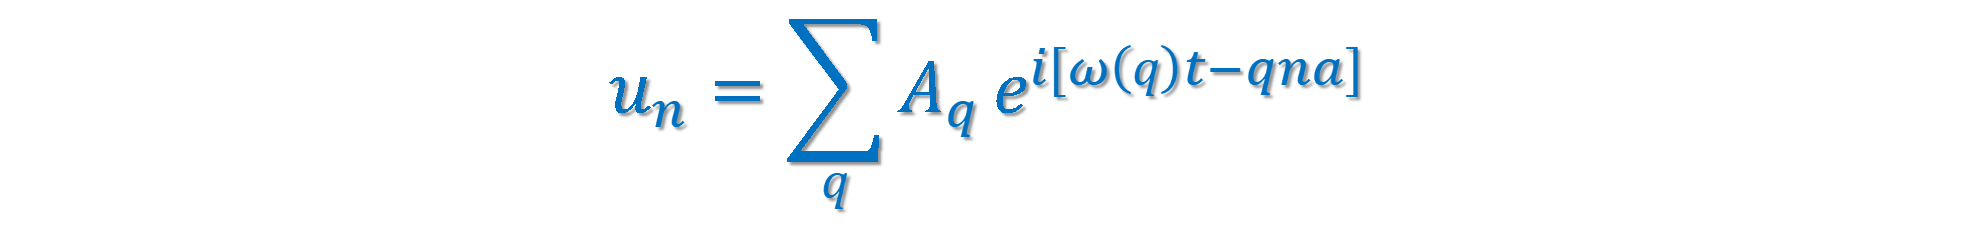 $u_n = \sum_q A_q \, e^{i[\omega(q)t - qna]}$